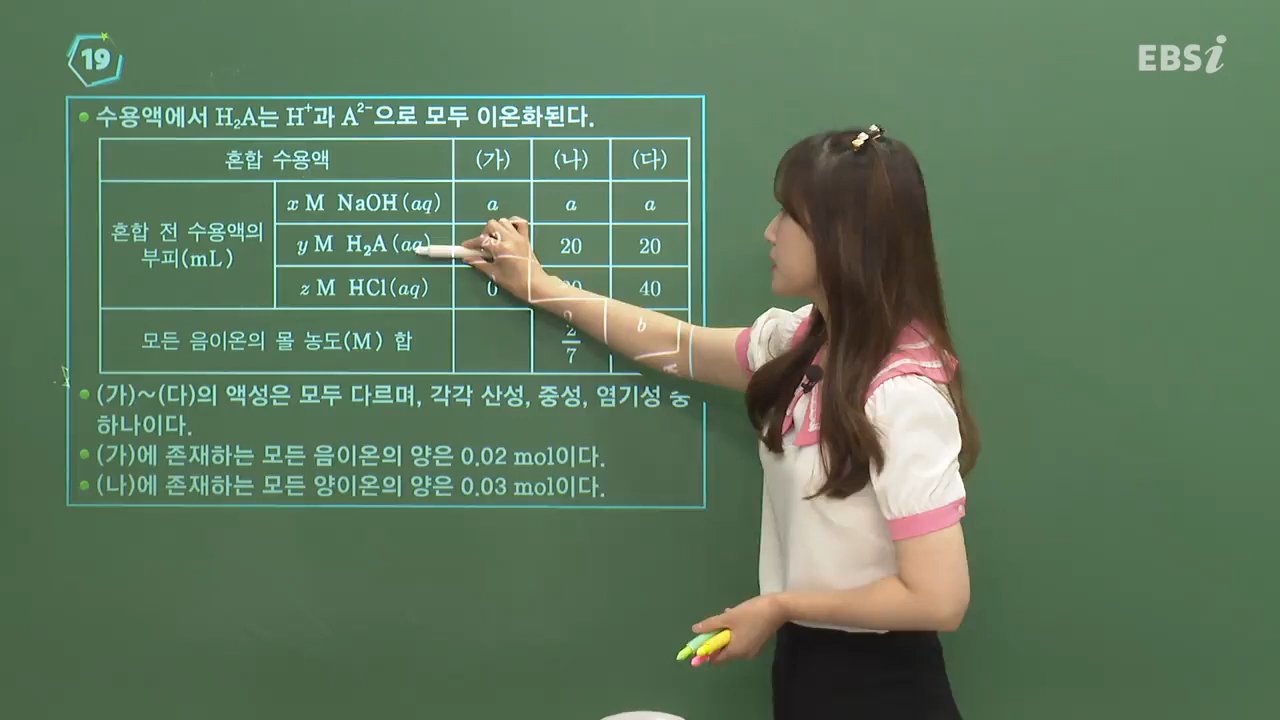 19
EBSi
• 수용액에서 H₂A는 H⁺과 A²⁻으로 모두 이온화된다.
혼합 수용액 (가) (나) (다)
혼합 전 수용액의 부피(mL)
x M NaOH(aq) a a a
y M H₂A(aq) 20 20
z M HCl(aq) 0 40
모든 음이온의 몰 농도(M) 합 2/7 b
• (가)~(다)의 액성은 모두 다르며, 각각 산성, 중성, 염기성 중
하나이다.
• (가)에 존재하는 모든 음이온의 양은 0.02 mol이다.
• (나)에 존재하는 모든 양이온의 양은 0.03 mol이다.